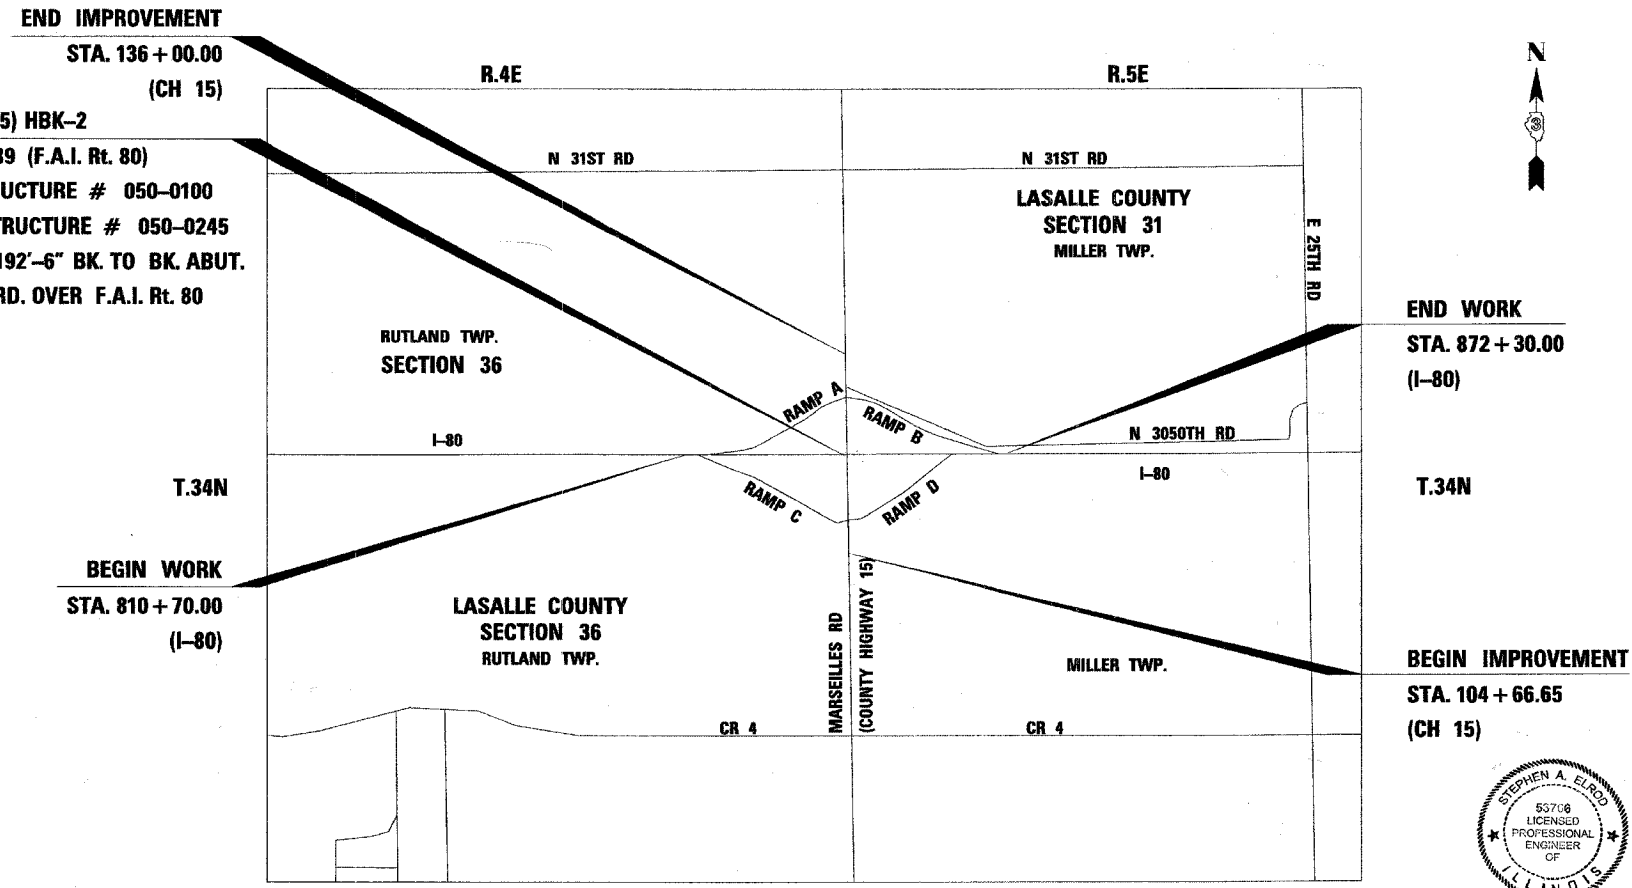 END IMPROVEMENT
STA. 136+00.00
(CH 15)
5) HBK-2
39 (F.A.I. Rt. 80)
UCTURE # 050-0100
TRUCTURE # 050-0245
192'-6" BK. TO BK. ABUT.
RD. OVER F.A.I. Rt. 80
R.4E
R.5E
N
3
N 31ST RD
N 31ST RD
LASALLE COUNTY
SECTION 31
MILLER TWP.
E 25TH RD
RUTLAND TWP.
SECTION 36
END WORK
STA. 872+30.00
(I-80)
RAMP A
RAMP B
N 3050TH RD
I-80
I-80
T.34N
T.34N
RAMP C
RAMP D
BEGIN WORK
STA. 810+70.00
(I-80)
LASALLE COUNTY
SECTION 36
RUTLAND TWP.
MARSEILLES RD
(COUNTY HIGHWAY 15)
MILLER TWP.
BEGIN IMPROVEMENT
STA. 104+66.65
(CH 15)
CR 4
CR 4
STEPHEN A. ELROD
LICENSED
PROFESSIONAL
ENGINEER
OF
ILLINOIS